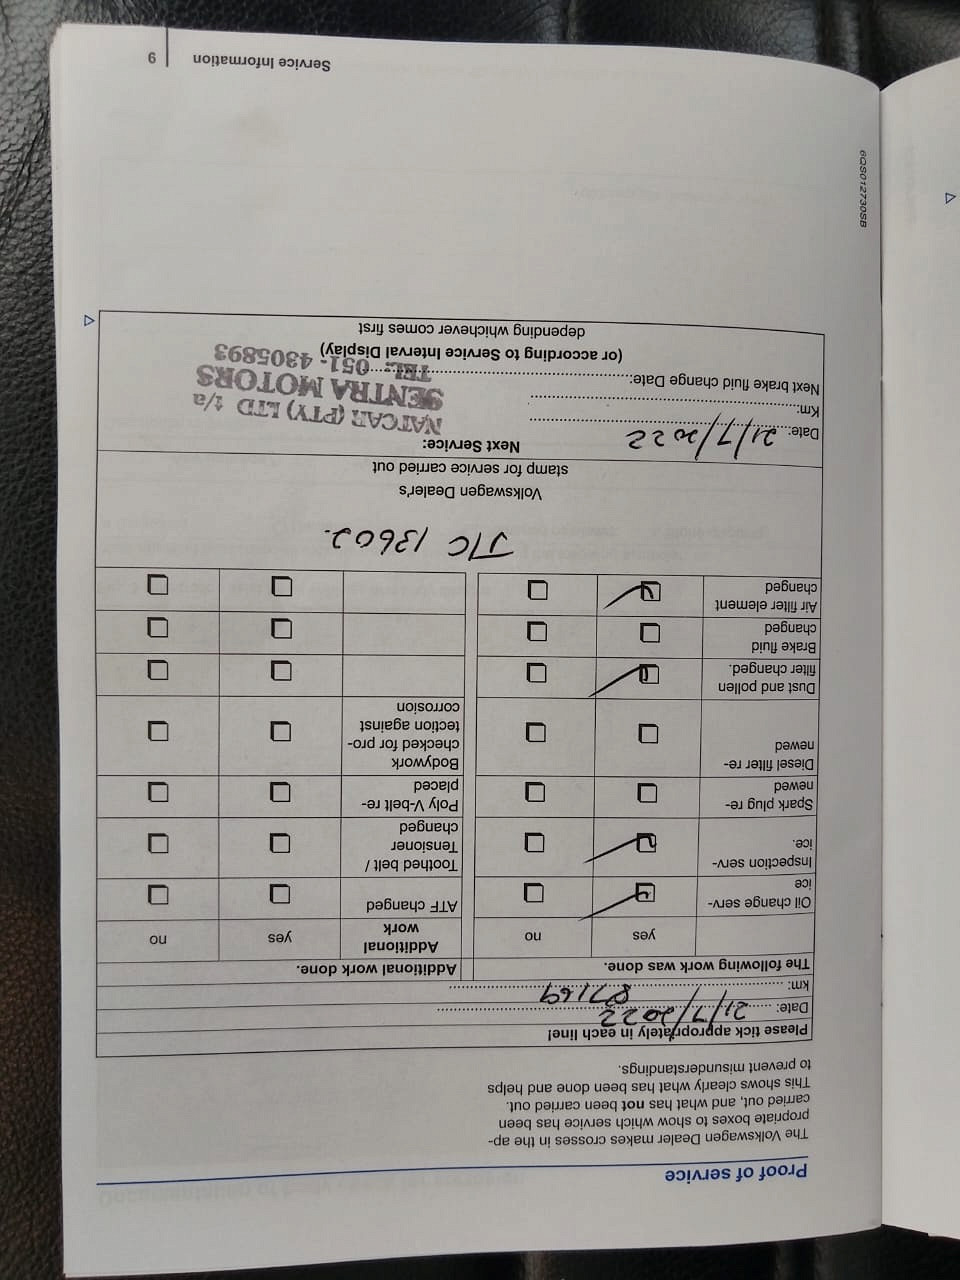 Proof of service
The Volkswagen Dealer makes crosses in the ap-
propriate boxes to show which service has been
carried out, and what has not been carried out.
This shows clearly what has been done and helps
to prevent misunderstandings.
Please tick appropriately in each line!
Date: 21/7/2022
km: 87169
The following work was done.
Additional work done.
yes
no
Additional
work
yes
no
Oil change serv-
ice
ATF changed
Inspection serv-
ice.
Toothed belt /
Tensioner
changed
Spark plug re-
newed
Poly V-belt re-
placed
Diesel filter re-
newed
Bodywork
checked for pro-
tection against
corrosion
Dust and pollen
filter changed.
Brake fluid
changed
Air filter element
changed
JTC 13602.
Volkswagen Dealer's
stamp for service carried out
Next Service:
Date: 21/7/2022
Km:
Next brake fluid change Date:
(or according to Service Interval Display)
depending whichever comes first
NATCAR (PTY) LTD t/a
SENTRA MOTORS
TEL: 051- 4305893
6QS012730SB
Service Information 9